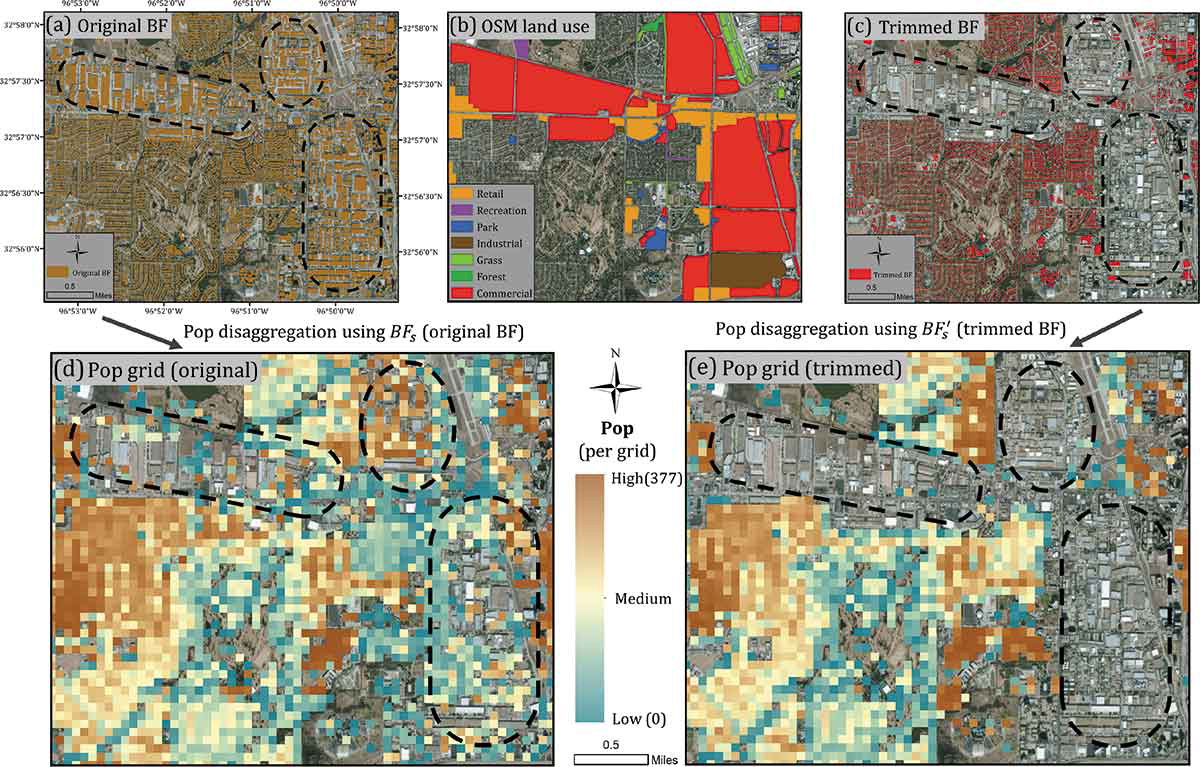 96°53'0"W 96°52'0"W 96°51'0"W 96°50'0"W
32°58'0"N
32°57'30"N
32°57'0"N
32°56'30"N
32°56'0"N
(a) Original BF
N
Original BF
0.5
Miles
96°53'0"W 96°52'0"W 96°51'0"W 96°50'0"W
32°58'0"N
32°57'30"N
32°57'0"N
32°56'30"N
32°56'0"N
(b) OSM land use
Retail
Recreation
Park
Industrial
Grass
Forest
Commercial
(c) Trimmed BF
N
Trimmed BF
0.5
Miles
Pop disaggregation using BFs (original BF)
Pop disaggregation using BFs′ (trimmed BF)
(d) Pop grid (original)
N
Pop
(per grid)
High(377)
Medium
Low (0)
0.5
Miles
(e) Pop grid (trimmed)